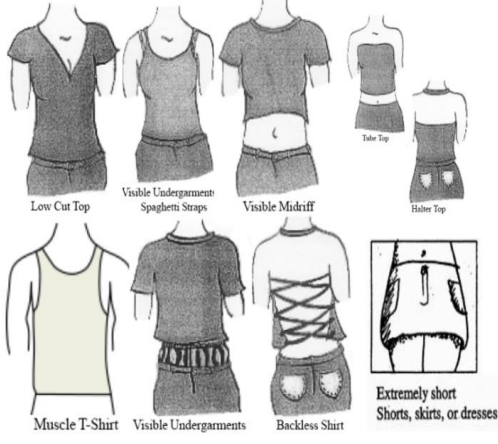 Low Cut Top
Visible Undergarments
Spaghetti Straps
Visible Midriff
Tube Top
Halter Top
Muscle T-Shirt
Visible Undergarments
Backless Shirt
Extremely short
Shorts, skirts, or dresses